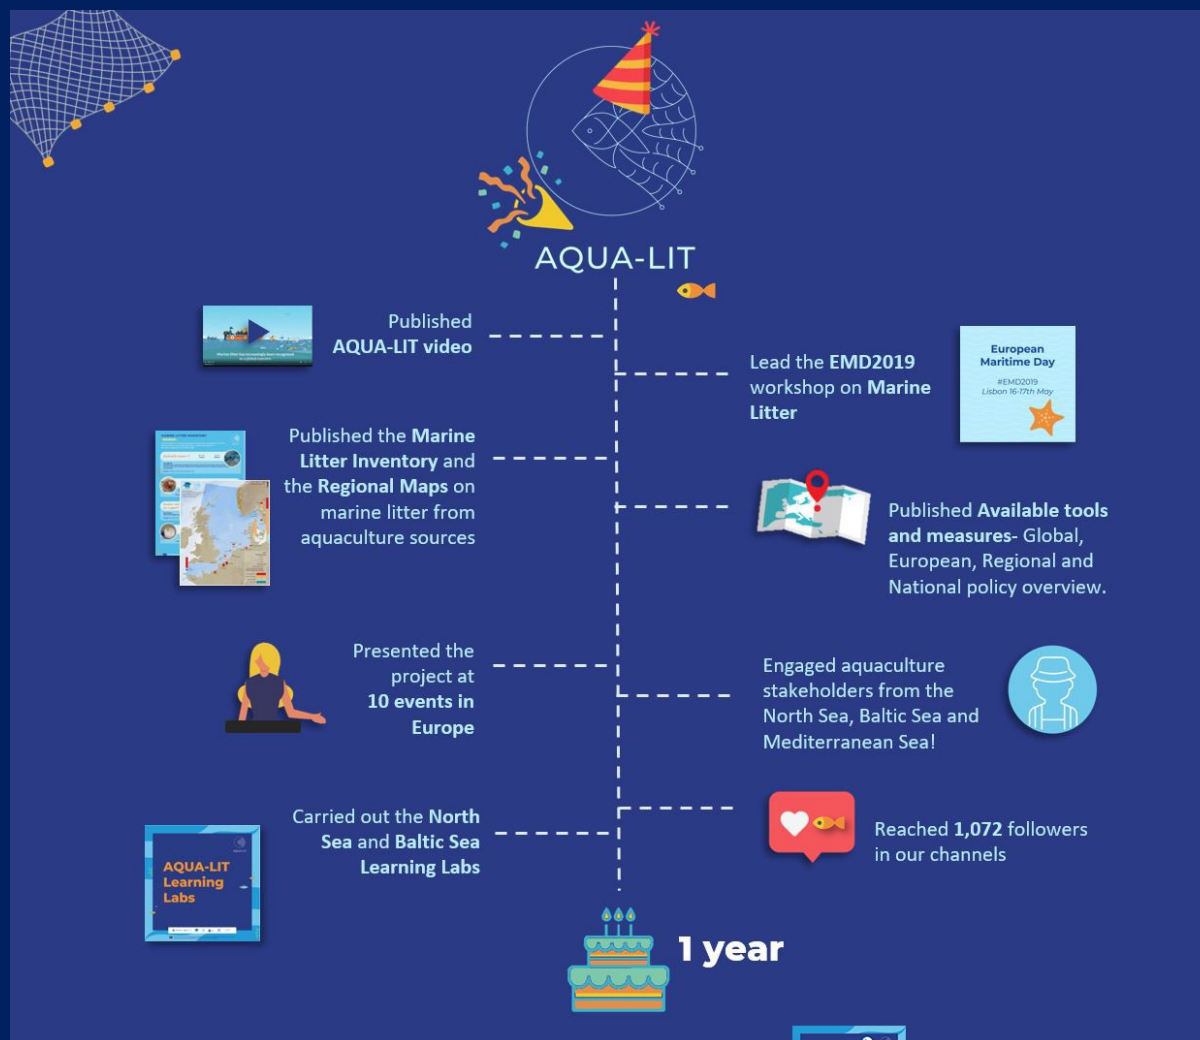 AQUA-LIT
Published
AQUA-LIT video
Lead the EMD2019
workshop on Marine
Litter
European
Maritime Day
#EMD2019
Lisbon 16-17th May
Published the Marine
Litter Inventory and
the Regional Maps on
marine litter from
aquaculture sources
Published Available tools
and measures- Global,
European, Regional and
National policy overview.
Presented the
project at
10 events in
Europe
Engaged aquaculture
stakeholders from the
North Sea, Baltic Sea and
Mediterranean Sea!
Carried out the North
Sea and Baltic Sea
Learning Labs
AQUA-LIT
Learning
Labs
Reached 1,072 followers
in our channels
1 year